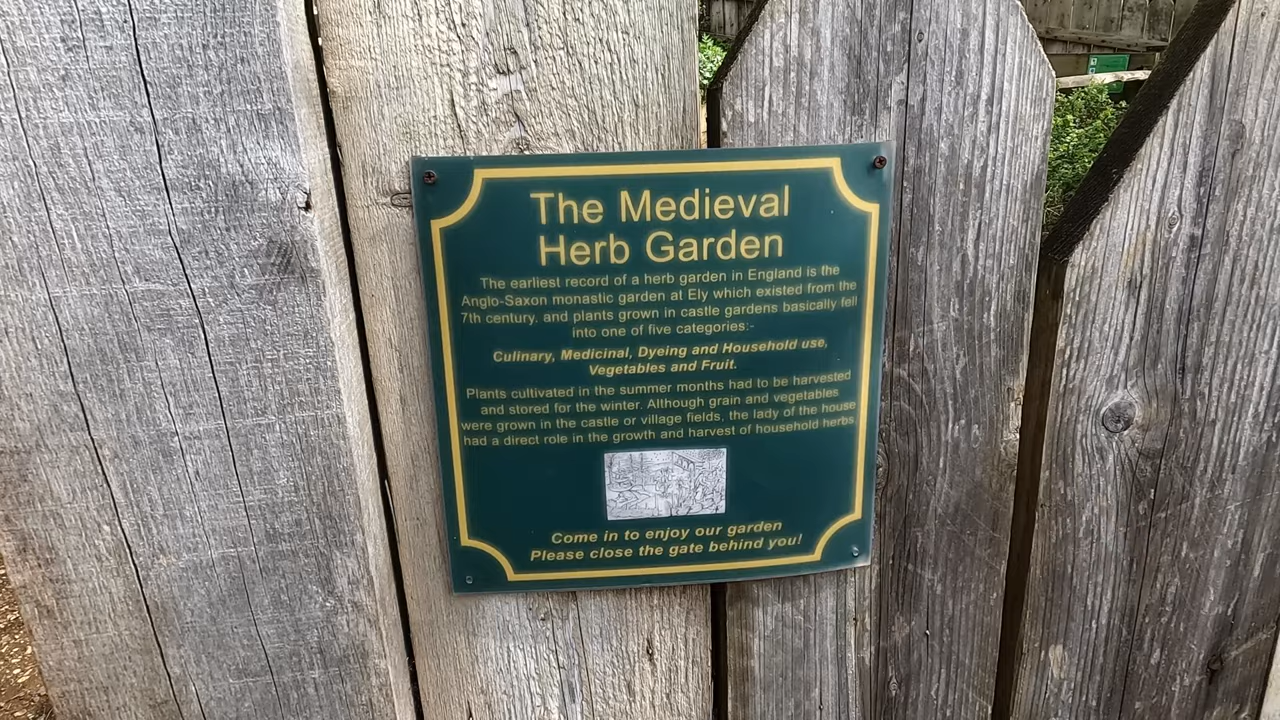 The Medieval
Herb Garden
The earliest record of a herb garden in England is the
Anglo-Saxon monastic garden at Ely which existed from the
7th century, and plants grown in castle gardens basically fell
into one of five categories:-
Culinary, Medicinal, Dyeing and Household use,
Vegetables and Fruit.
Plants cultivated in the summer months had to be harvested
and stored for the winter. Although grain and vegetables
were grown in the castle or village fields, the lady of the house
had a direct role in the growth and harvest of household herbs.
Come in to enjoy our garden
Please close the gate behind you!